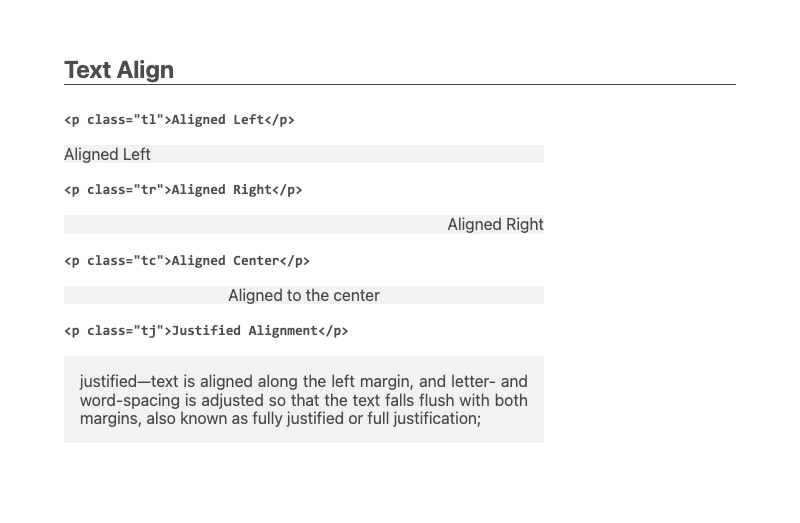 Text Align
<p class="tl">Aligned Left</p>
Aligned Left
<p class="tr">Aligned Right</p>
Aligned Right
<p class="tc">Aligned Center</p>
Aligned to the center
<p class="tj">Justified Alignment</p>
justified—text is aligned along the left margin, and letter- and
word-spacing is adjusted so that the text falls flush with both
margins, also known as fully justified or full justification;